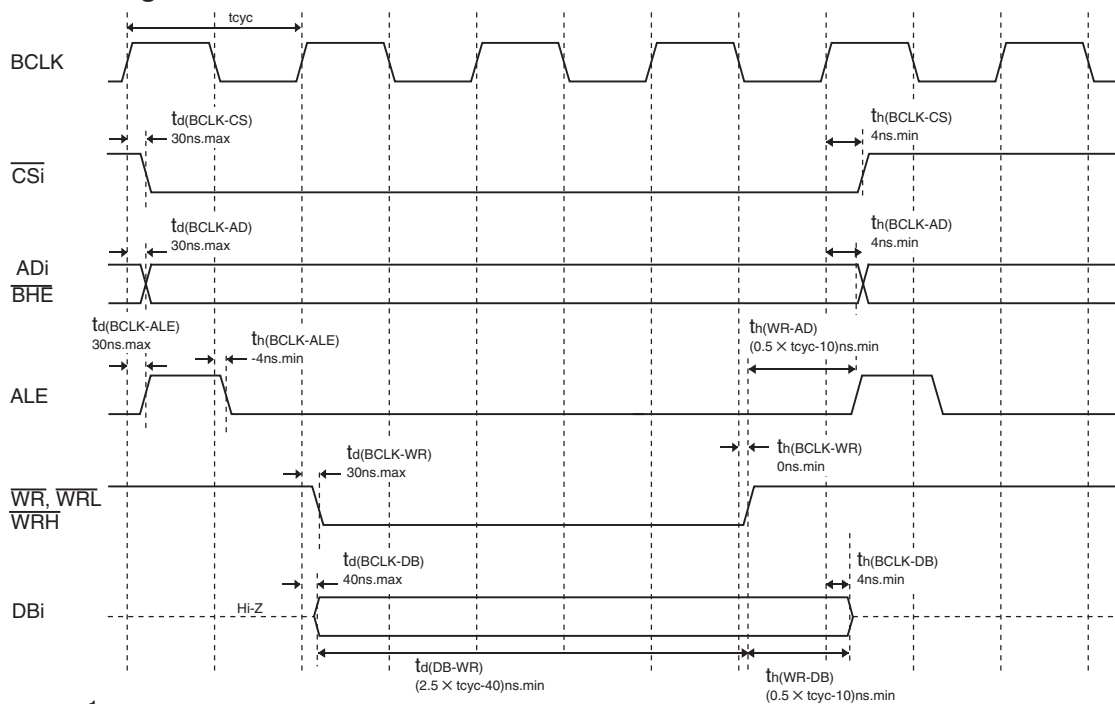 tcyc
BCLK
td(BCLK-CS)
30ns.max
th(BCLK-CS)
4ns.min
CSi
td(BCLK-AD)
30ns.max
th(BCLK-AD)
4ns.min
ADi
BHE
td(BCLK-ALE)
30ns.max
th(BCLK-ALE)
-4ns.min
th(WR-AD)
(0.5 × tcyc-10)ns.min
ALE
td(BCLK-WR)
30ns.max
th(BCLK-WR)
0ns.min
WR, WRL
WRH
td(BCLK-DB)
40ns.max
th(BCLK-DB)
4ns.min
DBi
Hi-Z
td(DB-WR)
(2.5 × tcyc-40)ns.min
th(WR-DB)
(0.5 × tcyc-10)ns.min